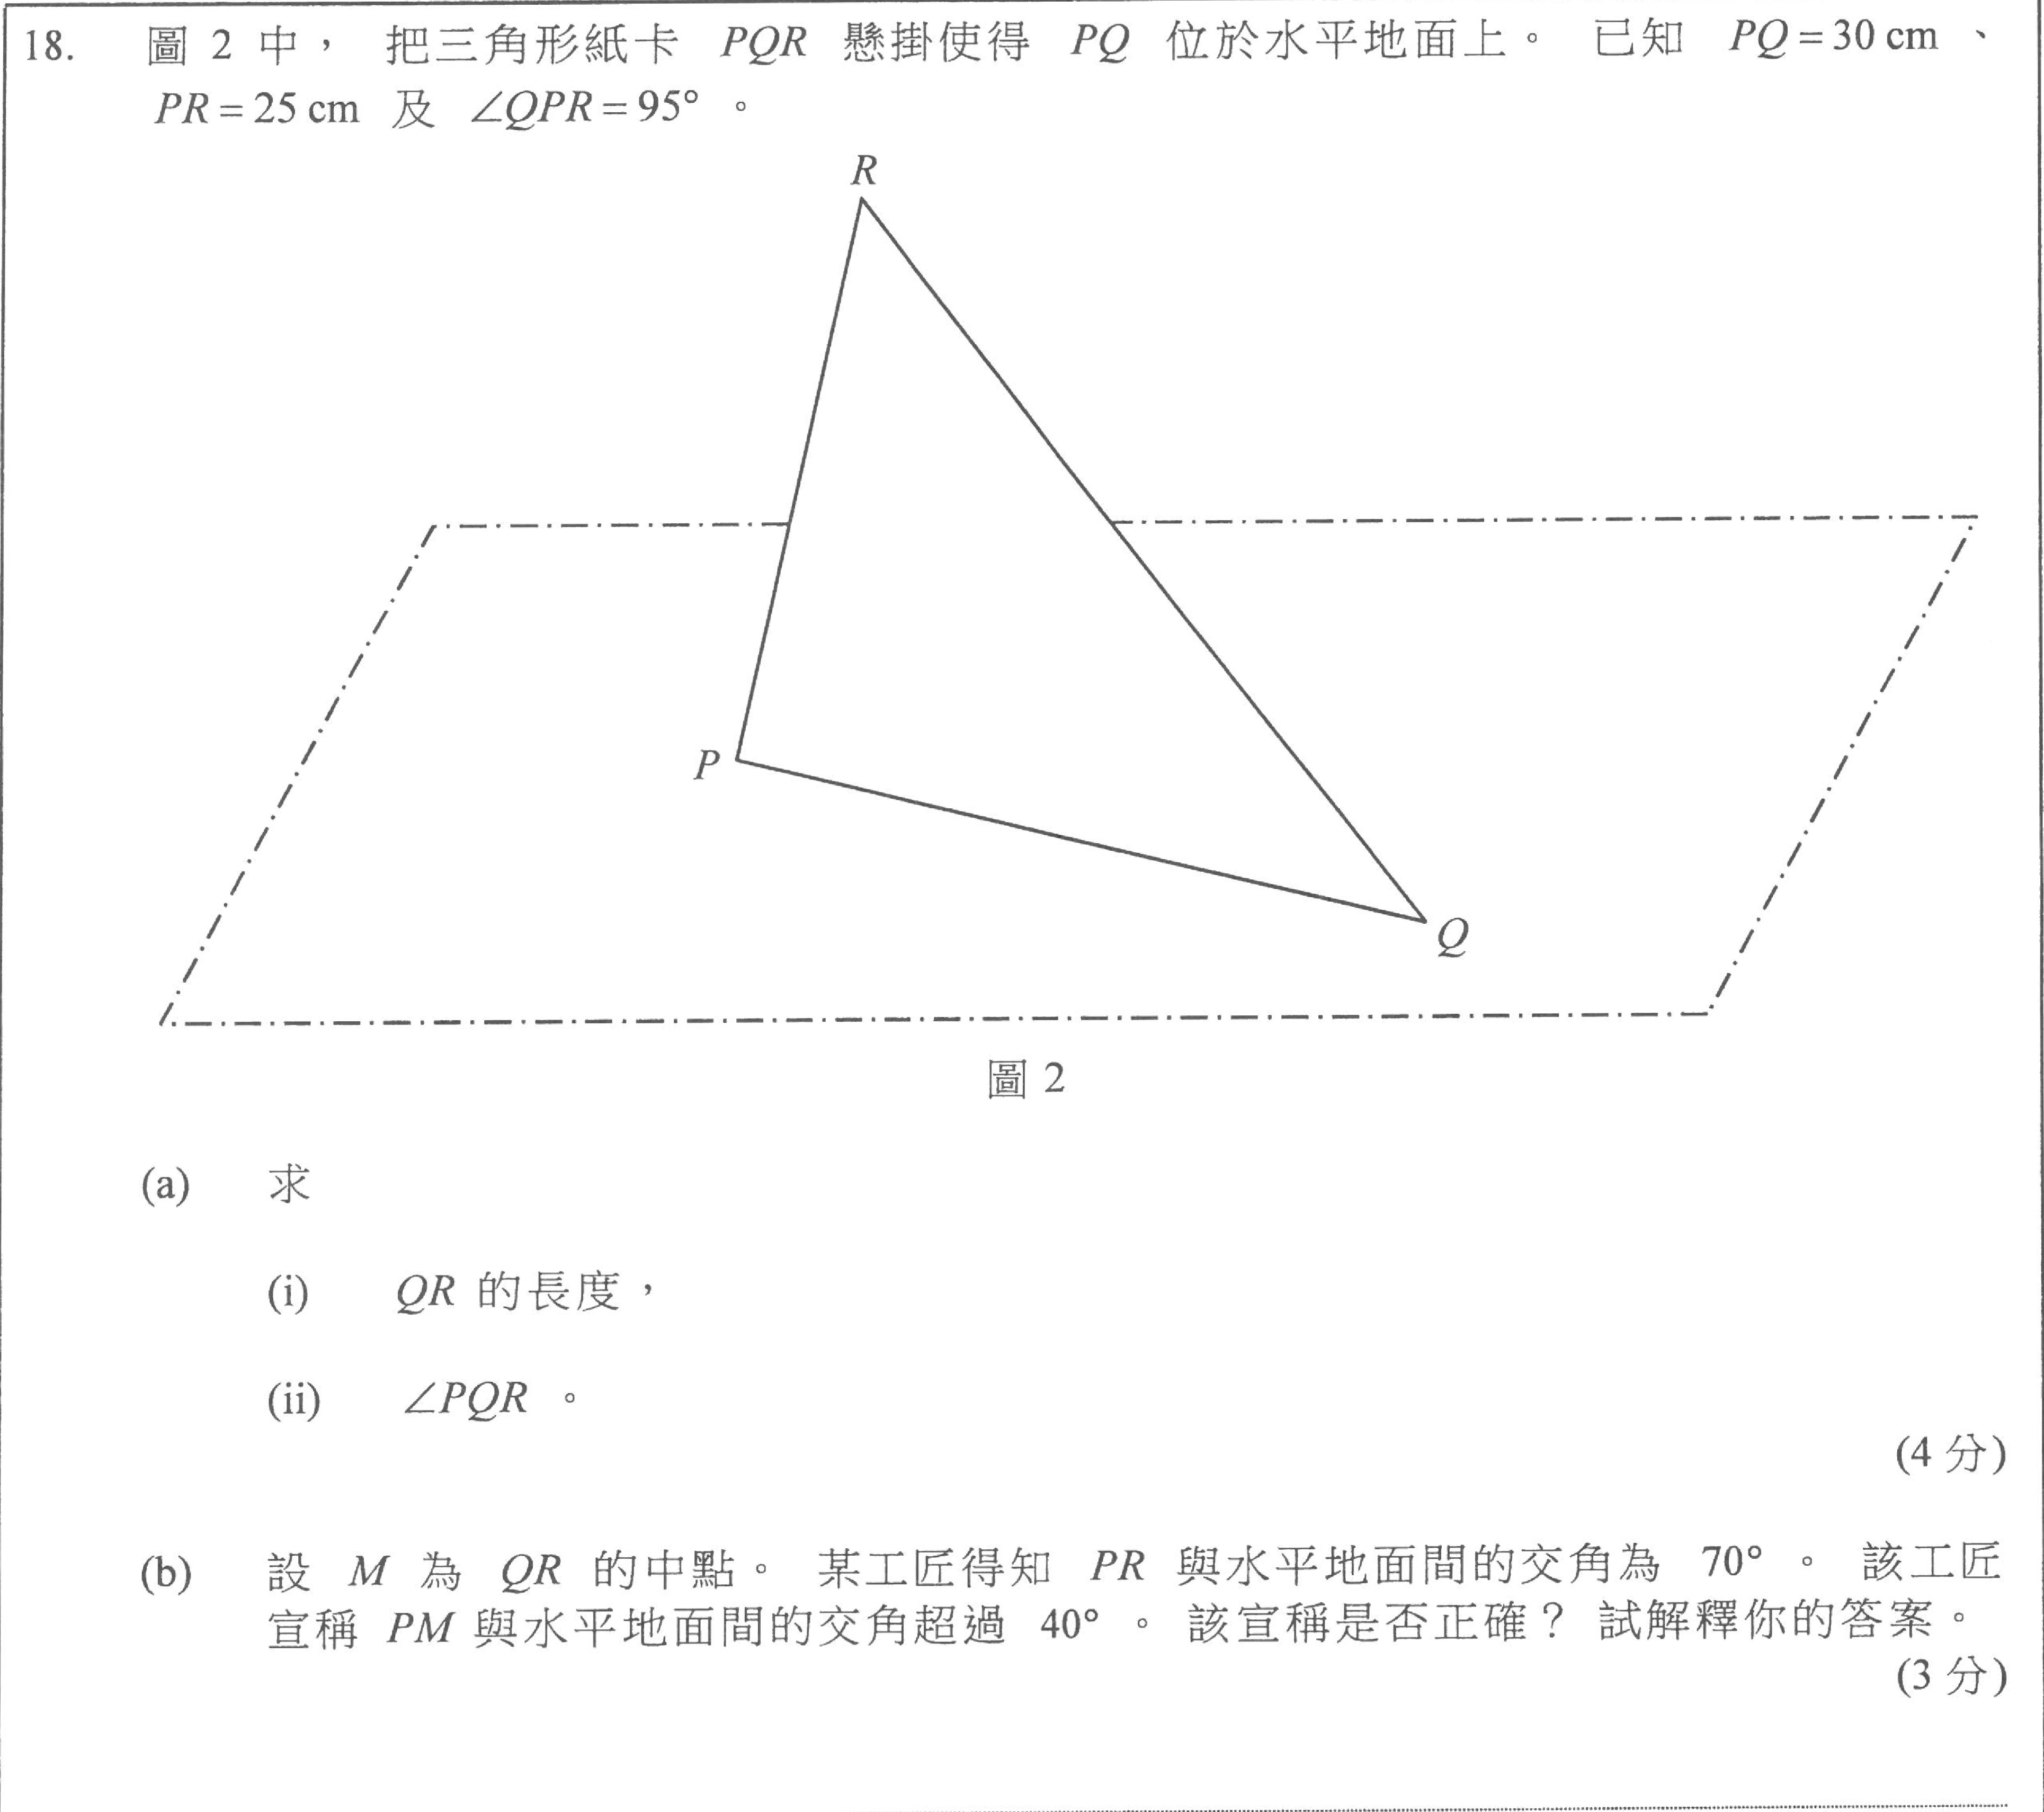 18. 圖 2 中， 把三角形紙卡 PQR 懸掛使得 PQ 位於水平地面上。 已知 PQ = 30 cm 、
PR = 25 cm 及 ∠QPR = 95° 。
R
P
Q
圖 2
(a) 求
(i) QR 的長度，
(ii) ∠PQR 。
(4 分)
(b) 設 M 為 QR 的中點。 某工匠得知 PR 與水平地面間的交角為 70° 。 該工匠
宣稱 PM 與水平地面間的交角超過 40° 。 該宣稱是否正確？ 試解釋你的答案。
(3 分)